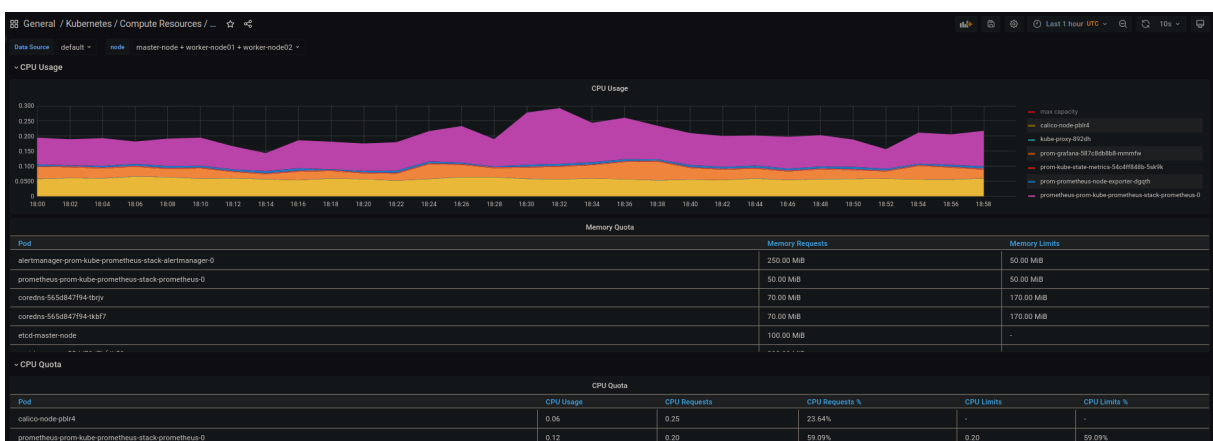 General / Kubernetes / Compute Resources / ... Last 1 hour UTC 10s
Data Source default node master-node + worker-node01 + worker-node02
CPU Usage
CPU Usage
0.300
0.250
0.200
0.150
0.100
0.0500
0
18:00 18:02 18:04 18:06 18:08 18:10 18:12 18:14 18:16 18:18 18:20 18:22 18:24 18:26 18:28 18:30 18:32 18:34 18:36 18:38 18:40 18:42 18:44 18:46 18:48 18:50 18:52 18:54 18:56 18:58
max capacity
calico-node-pblr4
kube-proxy-892dh
prom-grafana-587c8db8b8-mmmfw
prom-kube-state-metrics-54c4ff848b-5sk9k
prom-prometheus-node-exporter-dgqth
prometheus-prom-kube-prometheus-stack-prometheus-0
Memory Quota
Pod Memory Requests Memory Limits
alertmanager-prom-kube-prometheus-stack-alertmanager-0 250.00 MiB 50.00 MiB
prometheus-prom-kube-prometheus-stack-prometheus-0 50.00 MiB 50.00 MiB
coredns-565d847f94-tbrjv 70.00 MiB 170.00 MiB
coredns-565d847f94-tkbf7 70.00 MiB 170.00 MiB
etcd-master-node 100.00 MiB -
CPU Quota
CPU Quota
Pod CPU Usage CPU Requests CPU Requests % CPU Limits CPU Limits %
calico-node-pblr4 0.06 0.25 23.64% - -
prometheus-prom-kube-prometheus-stack-prometheus-0 0.12 0.20 59.09% 0.20 59.09%